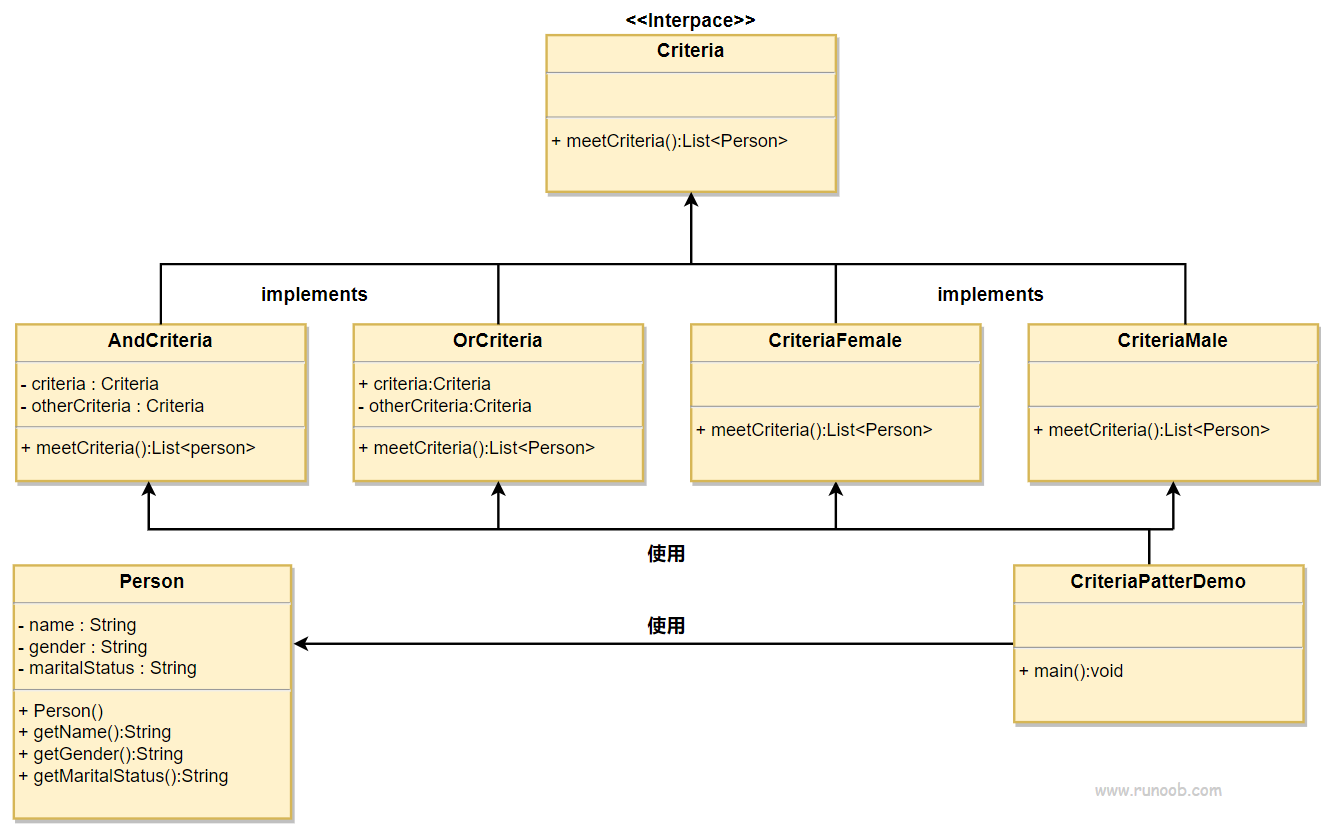 <<Interpace>>
Criteria
+ meetCriteria():List<Person>
implements
implements
AndCriteria
- criteria : Criteria
- otherCriteria : Criteria
+ meetCriteria():List<person>
OrCriteria
+ criteria:Criteria
- otherCriteria:Criteria
+ meetCriteria():List<Person>
CriteriaFemale
+ meetCriteria():List<Person>
CriteriaMale
+ meetCriteria():List<Person>
使用
Person
- name : String
- gender : String
- maritalStatus : String
+ Person()
+ getName():String
+ getGender():String
+ getMaritalStatus():String
使用
CriteriaPatterDemo
+ main():void
www.runoob.com